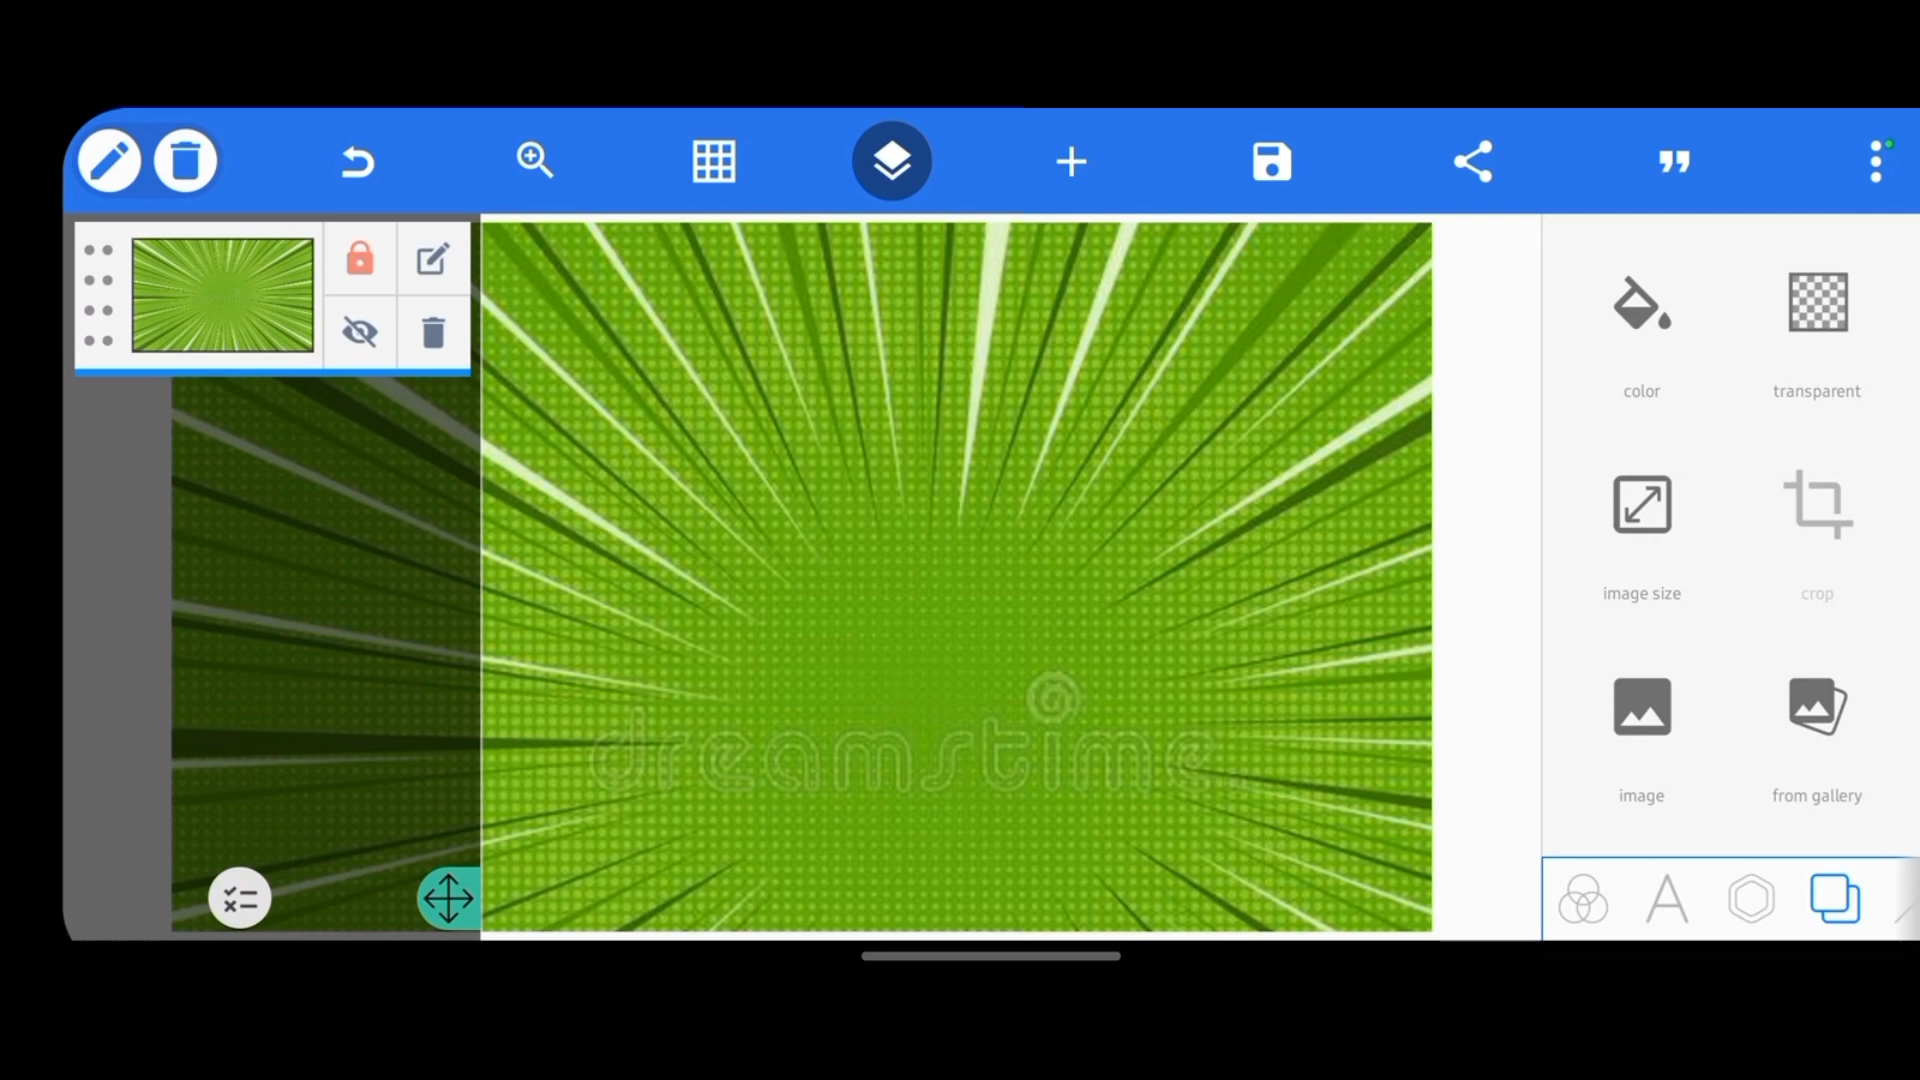 color
transparent
image size
crop
dreamstime
image
from gallery